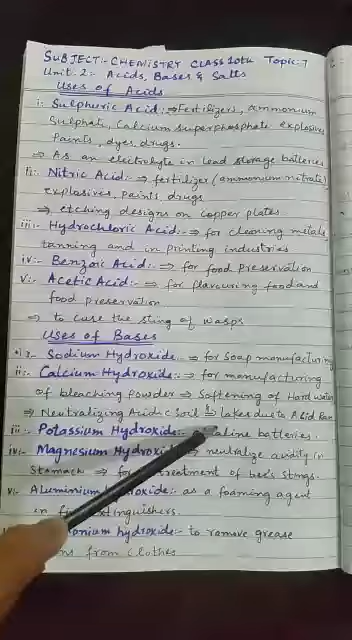 SUBJECT:- CHEMISTRY CLASS 10th Topic:- 7
Unit: 2:- Acids, Bases & Salts
Uses of Acids
i:- Sulphuric Acid:⇒ Fertilizers, ammonium
Sulphate, Calcium superphosphate explosives
Paints, dyes, drugs.
⇒ As an electrolyte in lead storage batteries
ii:- Nitric Acid:- ⇒ fertilizer (ammonium nitrate)
explosives, paints, drugs
⇒ etching designs on copper plates
iii:- Hydrochloric Acid:- ⇒ for cleaning metals,
tanning and in printing industries
iv:- Benzoic Acid:- ⇒ for food preservation
v:- Acetic Acid:- ⇒ for flavouring food and
food preservation
⇒ to cure the sting of wasps
Uses of Bases
i:- Sodium Hydroxide:- ⇒ for soap manufacturing
ii:- Calcium Hydroxide:- ⇒ for manufacturing
of bleaching powder ⇒ Softening of Hard water
⇒ Neutralizing Acidic Soil & Lakes due to Acid Rain
iii:- Potassium Hydroxide:- line batteries.
iv:- Magnesium Hydroxi ⇒ neutralize acidity in
Stomach ⇒ fo treatment of bee's stings.
v:- Aluminium hydroxide:- as a foaming agent
in fi extinguishers.
onium hydroxide:- to remove grease
ns from clothes